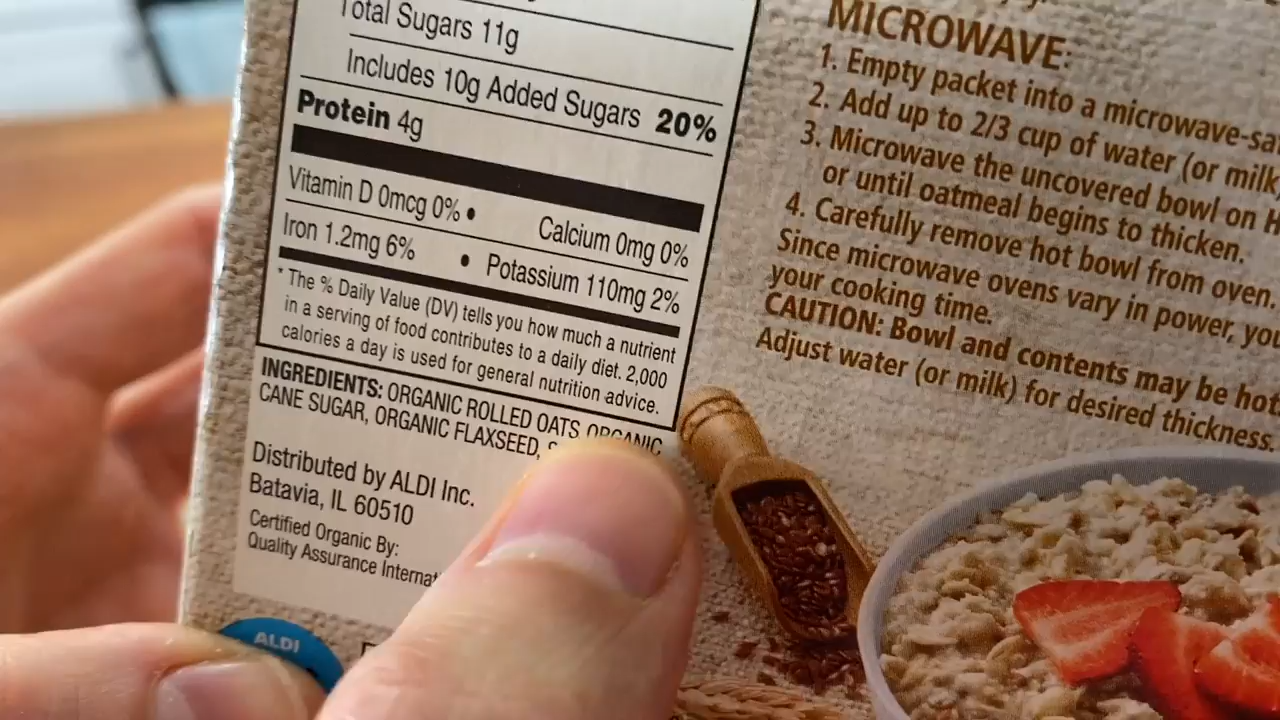 Total Sugars 11g
Includes 10g Added Sugars 20%
Protein 4g
Vitamin D 0mcg 0% • Calcium 0mg 0%
Iron 1.2mg 6% • Potassium 110mg 2%
* The % Daily Value (DV) tells you how much a nutrient
in a serving of food contributes to a daily diet. 2,000
calories a day is used for general nutrition advice.
INGREDIENTS: ORGANIC ROLLED OATS, ORGANIC
CANE SUGAR, ORGANIC FLAXSEED,
Distributed by ALDI Inc.
Batavia, IL 60510
Certified Organic By:
Quality Assurance
ALDI
MICROWAVE:
1. Empty packet into a
2. Add up to 2/3 cup of water (or milk
3. Microwave the uncovered bowl on
or until oatmeal begins to thicken.
4. Carefully remove hot bowl from oven.
Since microwave ovens vary in power,
your cooking time.
CAUTION: Bowl and contents may be hot
Adjust water (or milk) for desired thickness.